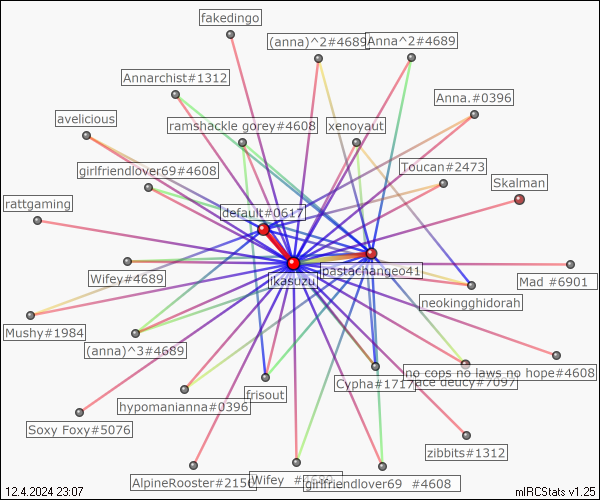 fakedingo
(anna)^2#4689
Anna^2#4689
Annarchist#1312
Anna.#0396
avelicious
ramshackle gorey#4608
xenoyaut
girlfriendlover69#4608
Toucan#2473
Skalman
rattgaming
default#0617
pastachangeo41
Wifey#4689
ikasuzu
Mad #6901
neokingghidorah
Mushy#1984
(anna)^3#4689
no cops no laws no hope#4608
Cypha#1717
deucy#7097
frisout
hypomanianna#0396
Soxy Foxy#5076
zibbits#1312
AlpineRooster#2156
Wifey
girlfriendlover69 #4608
12.4.2024 23:07
mIRCStats v1.25